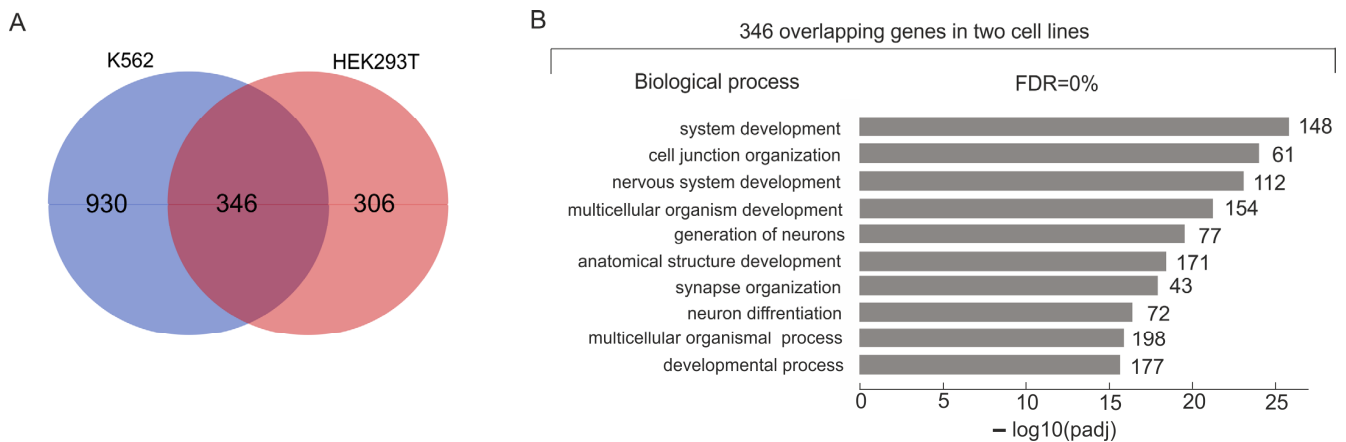 A
K562
HEK293T
930
346
306
B
346 overlapping genes in two cell lines
Biological process
FDR=0%
system development 148
cell junction organization 61
nervous system development 112
multicellular organism development 154
generation of neurons 77
anatomical structure development 171
synapse organization 43
neuron diffrentiation 72
multicellular organismal process 198
developmental process 177
0 5 10 15 20 25
− log10(padj)